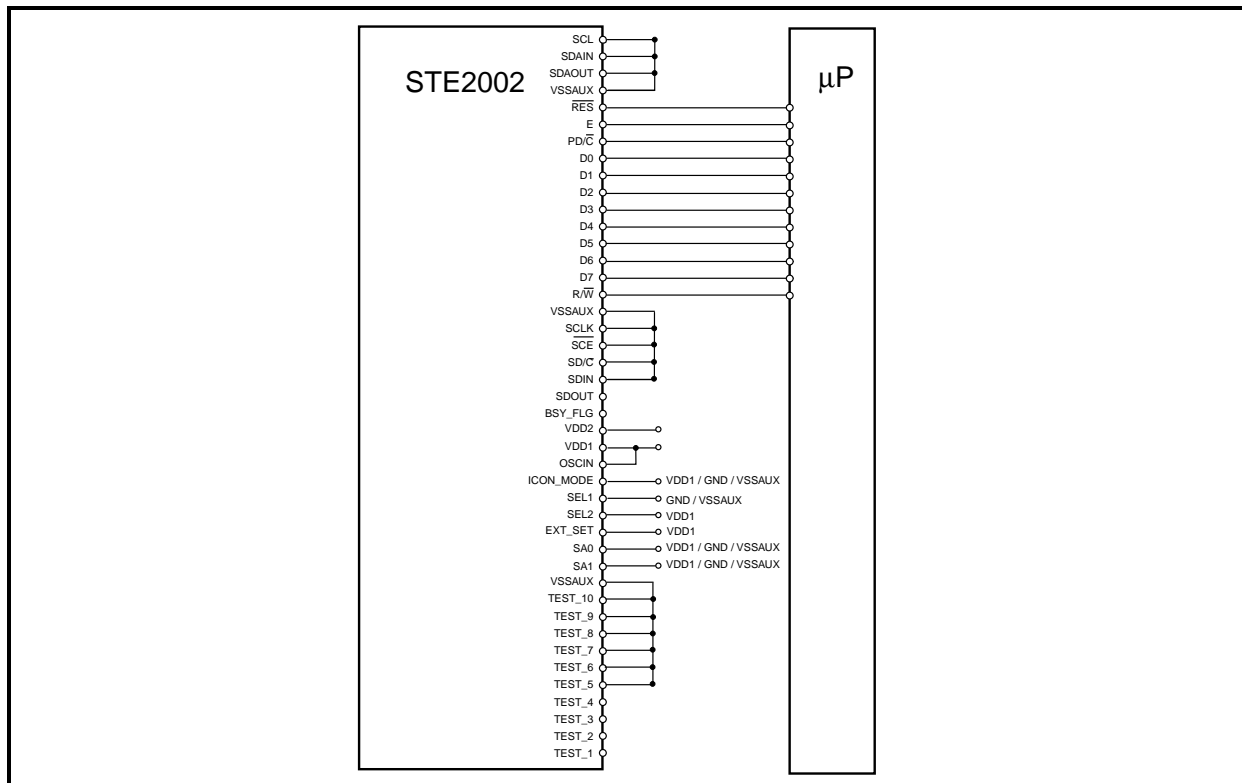 STE2002
μP
SCL
SDAIN
SDAOUT
VSSAUX
RES
E
PD/C
D0
D1
D2
D3
D4
D5
D6
D7
R/W
VSSAUX
SCLK
SCE
SD/C
SDIN
SDOUT
BSY_FLG
VDD2
VDD1
OSCIN
ICON_MODE VDD1 / GND / VSSAUX
SEL1 GND / VSSAUX
SEL2 VDD1
EXT_SET VDD1
SA0 VDD1 / GND / VSSAUX
SA1 VDD1 / GND / VSSAUX
VSSAUX
TEST_10
TEST_9
TEST_8
TEST_7
TEST_6
TEST_5
TEST_4
TEST_3
TEST_2
TEST_1